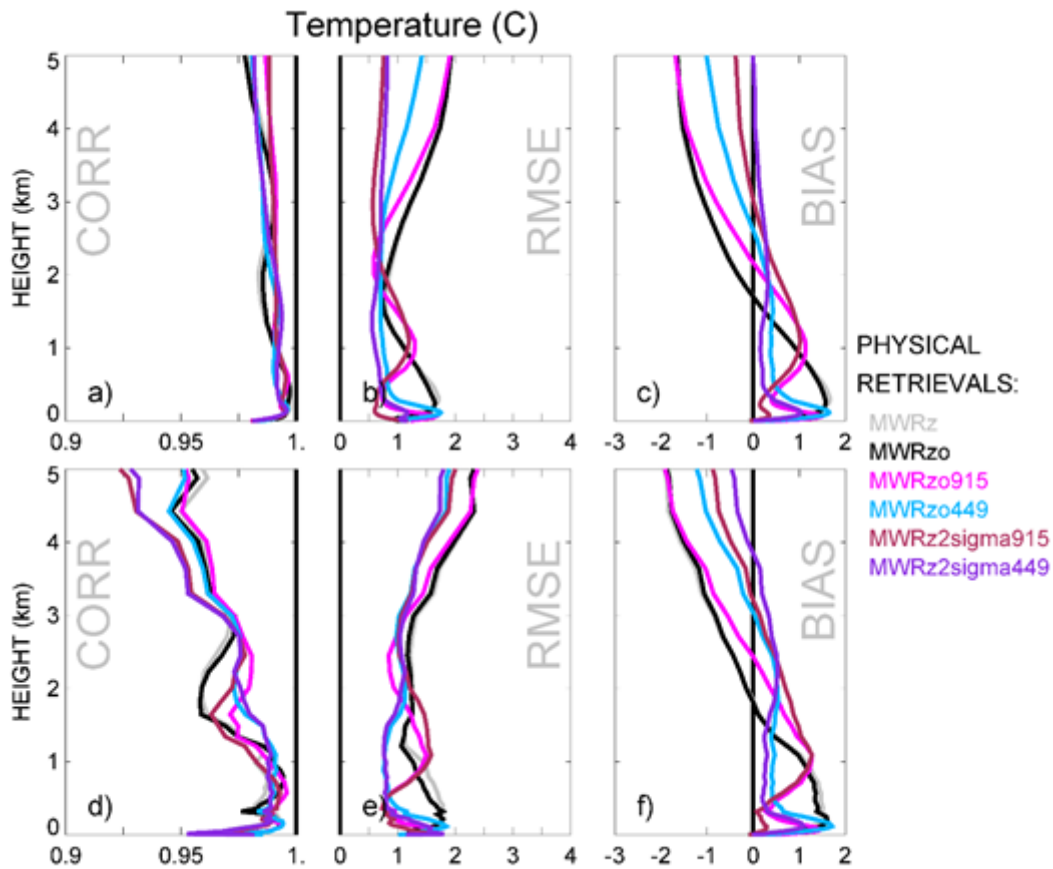 Temperature (C)
5
4
3
2
1
0
HEIGHT (km)
CORR
a)
0.9
0.95
1.
RMSE
b)
0
1
2
3
4
BIAS
c)
-3
-2
-1
0
1
2
5
4
3
2
1
0
HEIGHT (km)
CORR
d)
0.9
0.95
1.
RMSE
e)
0
1
2
3
4
BIAS
f)
-3
-2
-1
0
1
2
PHYSICAL
RETRIEVALS:
MWRz
MWRzo
MWRzo915
MWRzo449
MWRz2sigma915
MWRz2sigma449